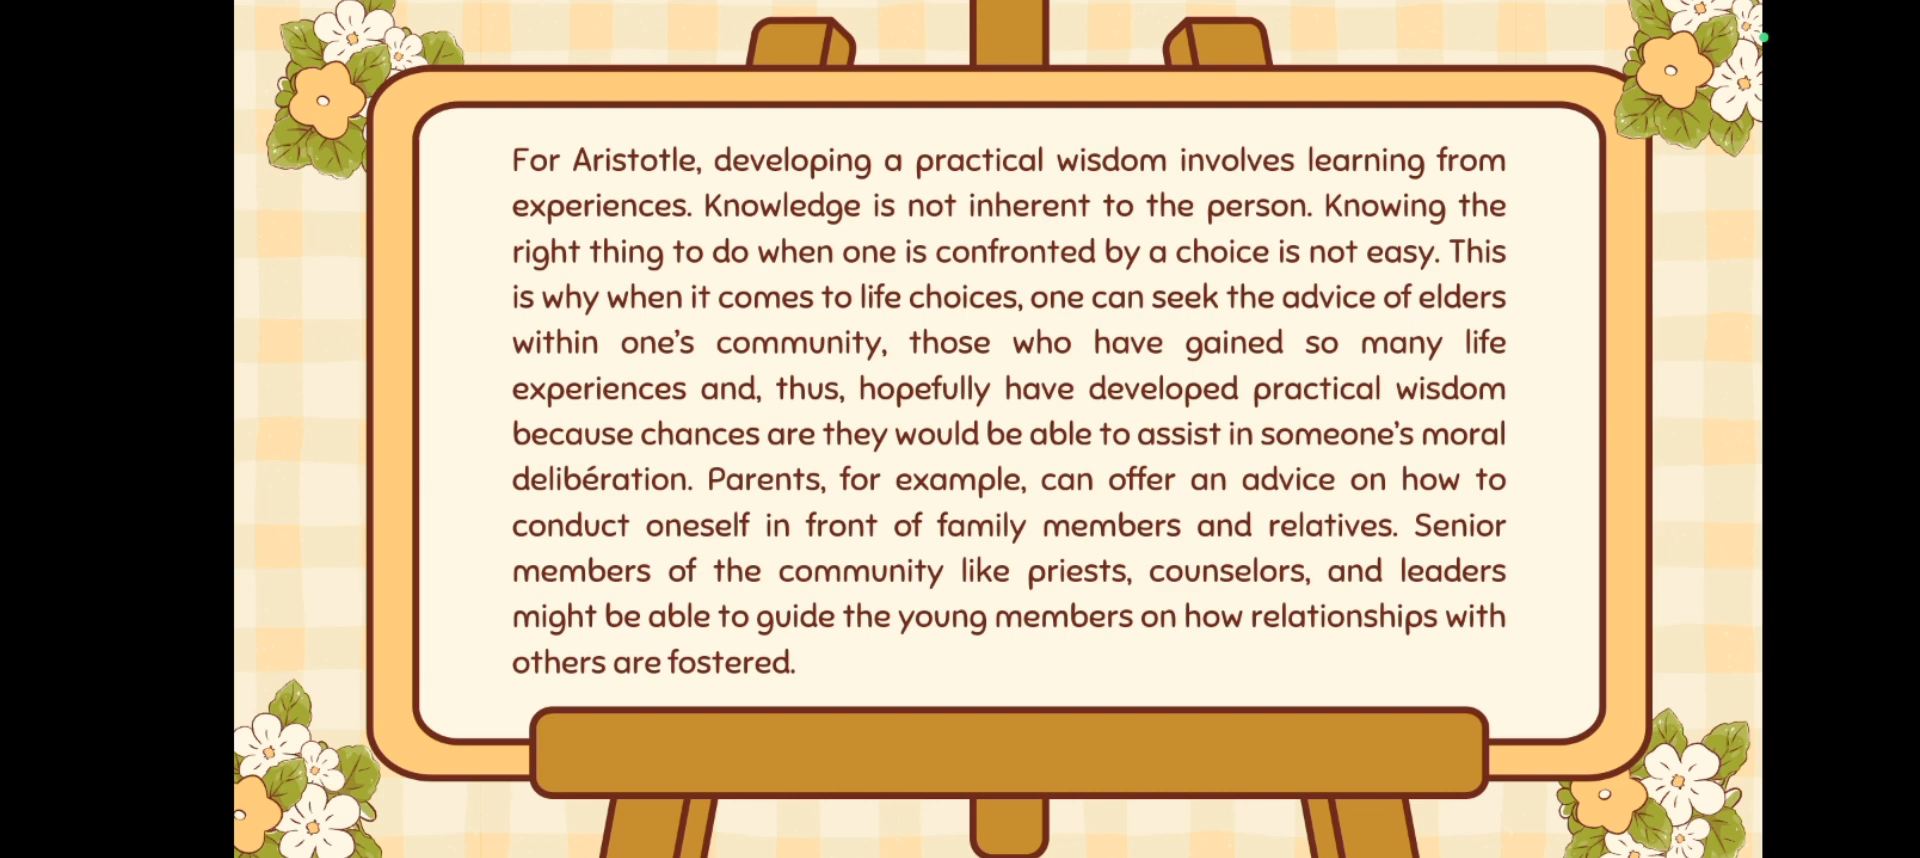 For Aristotle, developing a practical wisdom involves learning from
experiences. Knowledge is not inherent to the person. Knowing the
right thing to do when one is confronted by a choice is not easy. This
is why when it comes to life choices, one can seek the advice of elders
within one’s community, those who have gained so many life
experiences and, thus, hopefully have developed practical wisdom
because chances are they would be able to assist in someone’s moral
delibération. Parents, for example, can offer an advice on how to
conduct oneself in front of family members and relatives. Senior
members of the community like priests, counselors, and leaders
might be able to guide the young members on how relationships with
others are fostered.